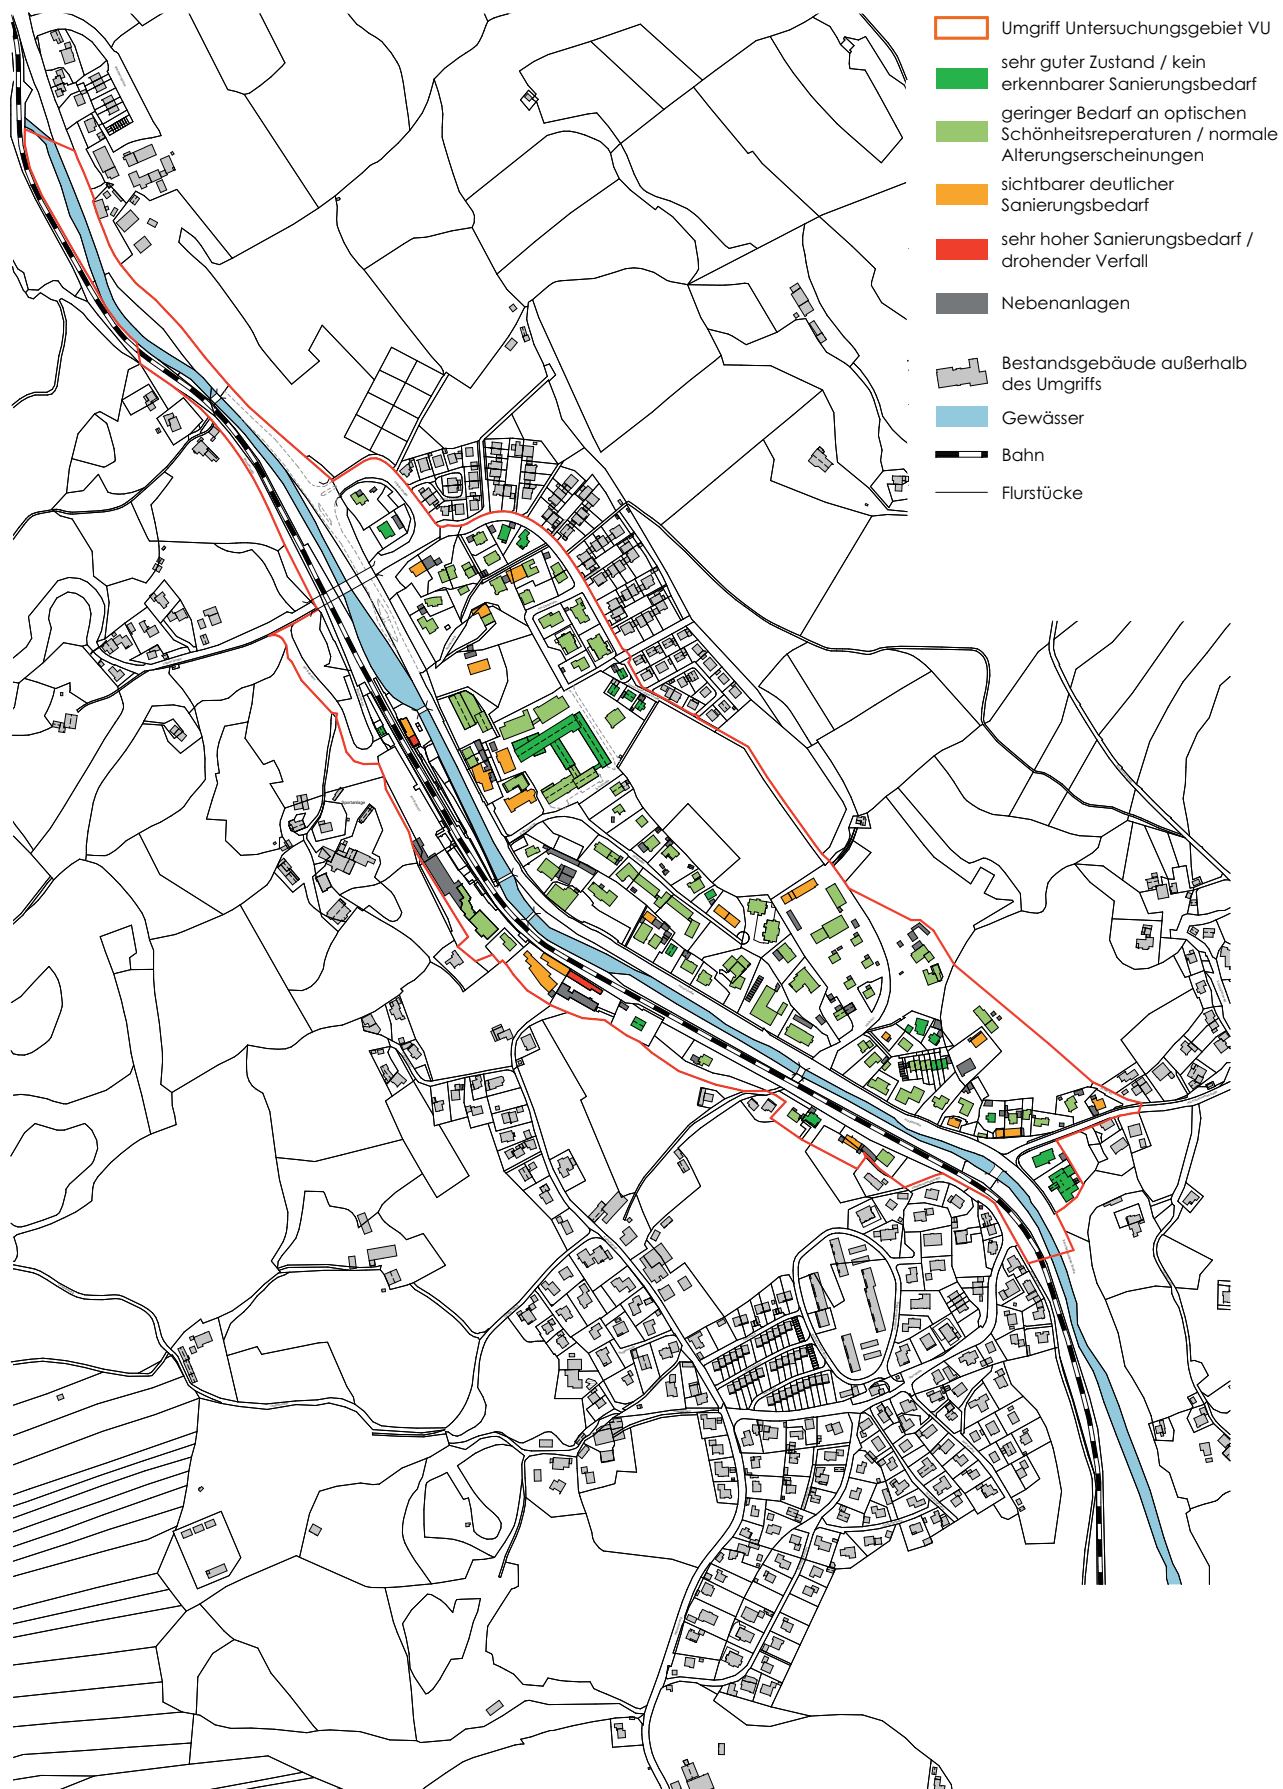 Umgriff Untersuchungsgebiet VU
sehr guter Zustand / kein
erkennbarer Sanierungsbedarf
geringer Bedarf an optischen
Schönheitsreperaturen / normale
Alterungserscheinungen
sichtbarer deutlicher
Sanierungsbedarf
sehr hoher Sanierungsbedarf /
drohender Verfall
Nebenanlagen
Bestandsgebäude außerhalb
des Umgriffs
Gewässer
Bahn
Flurstücke
Sportanlage